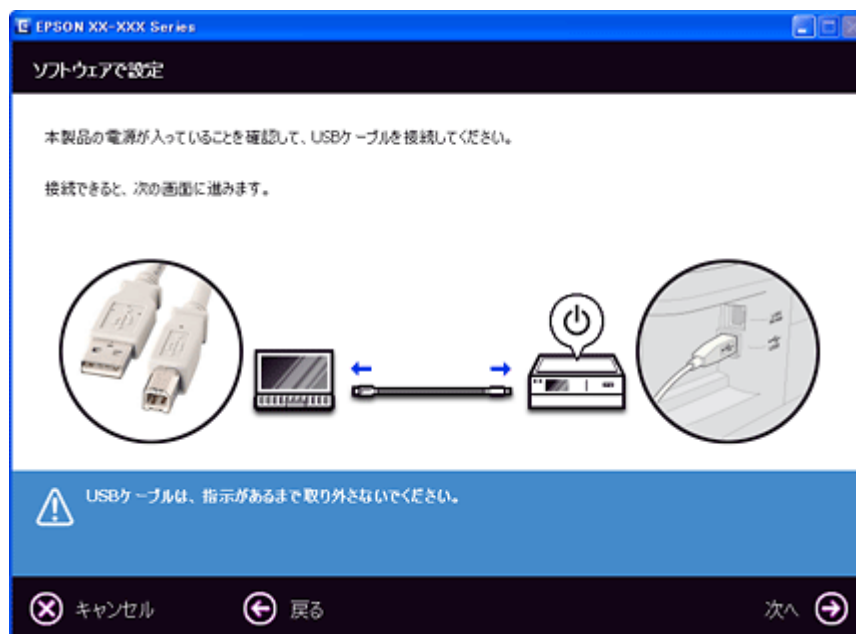 EPSON XX-XXX Series
ソフトウェアで設定
本製品の電源が入っていることを確認して、USBケーブルを接続してください。
接続できると、次の画面に進みます。
USBケーブルは、指示があるまで取り外さないでください。
キャンセル
戻る
次へ